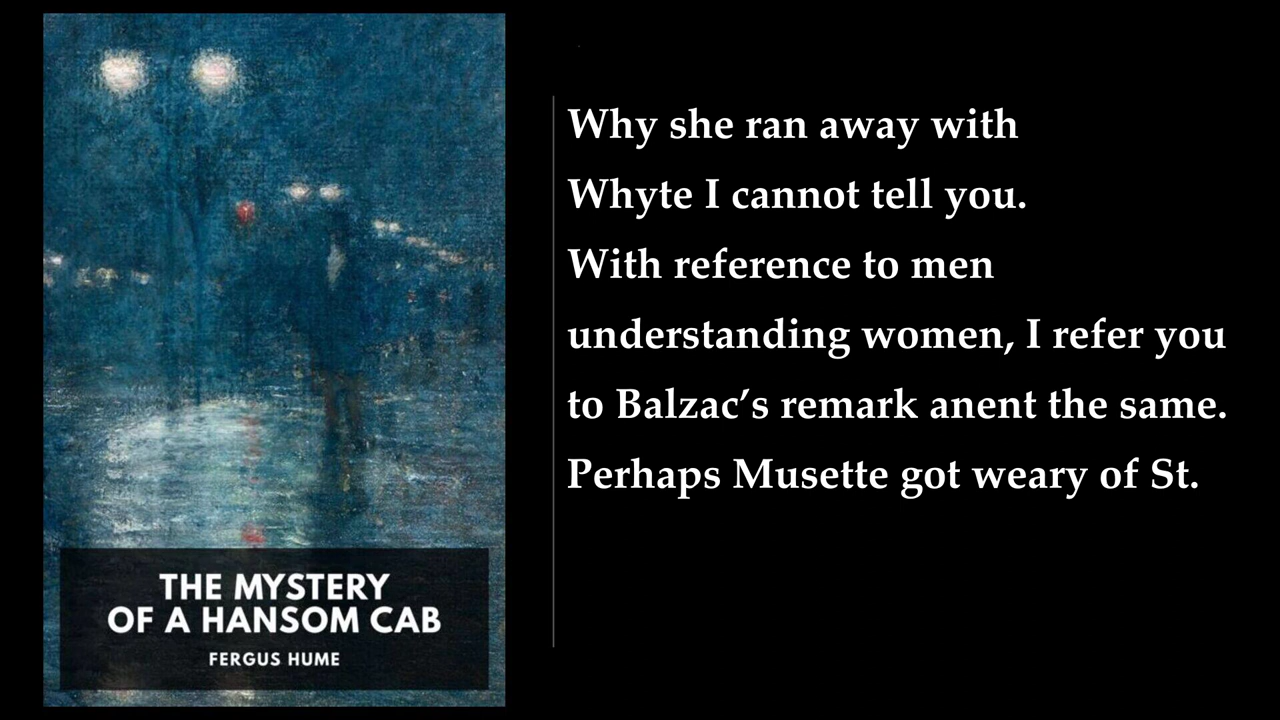 THE MYSTERY
OF A HANSOM CAB
FERGUS HUME
Why she ran away with
Whyte I cannot tell you.
With reference to men
understanding women, I refer you
to Balzac’s remark anent the same.
Perhaps Musette got weary of St.